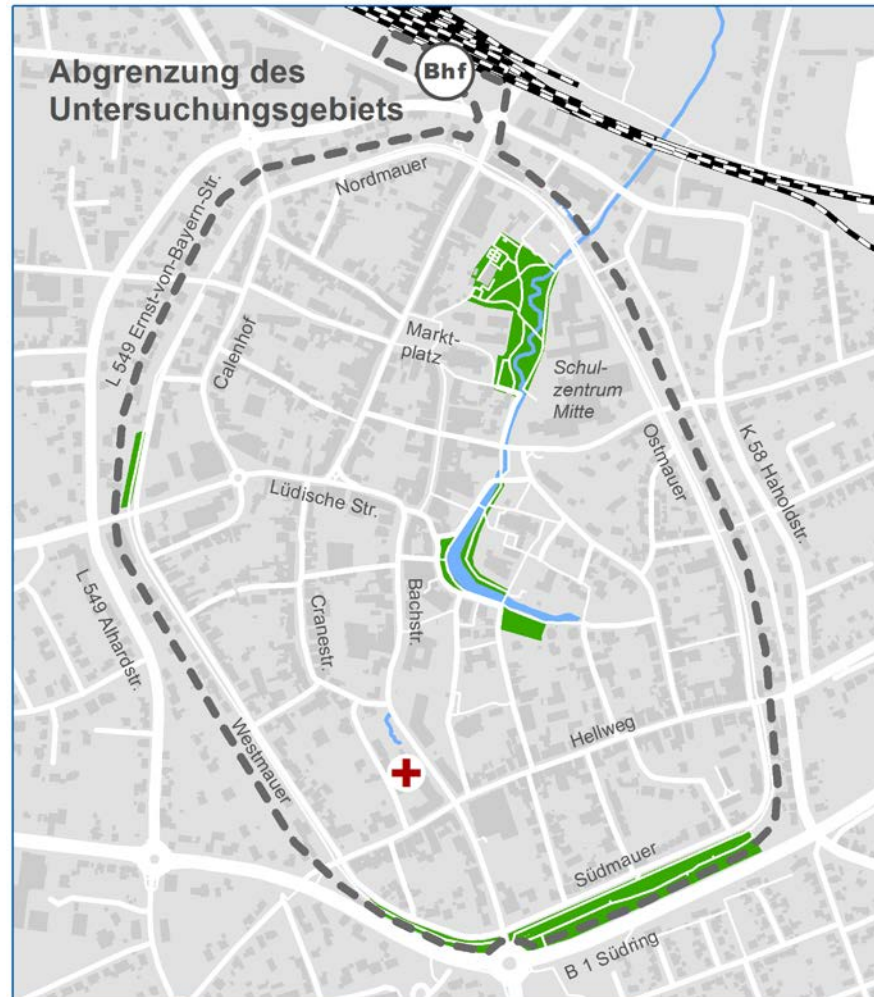 Abgrenzung des
Untersuchungsgebiets
Bhf
Nordmauer
L 549 Ernst-von-Bayern-Str.
Calenhof
Markt-
platz
Schul-
zentrum
Mitte
Ostmauer
K 58 Haholdstr.
Lüdische Str.
Bachstr.
Cranestr.
L 549 Alhardstr.
Westmauer
Hellweg
Südmauer
B 1 Südring